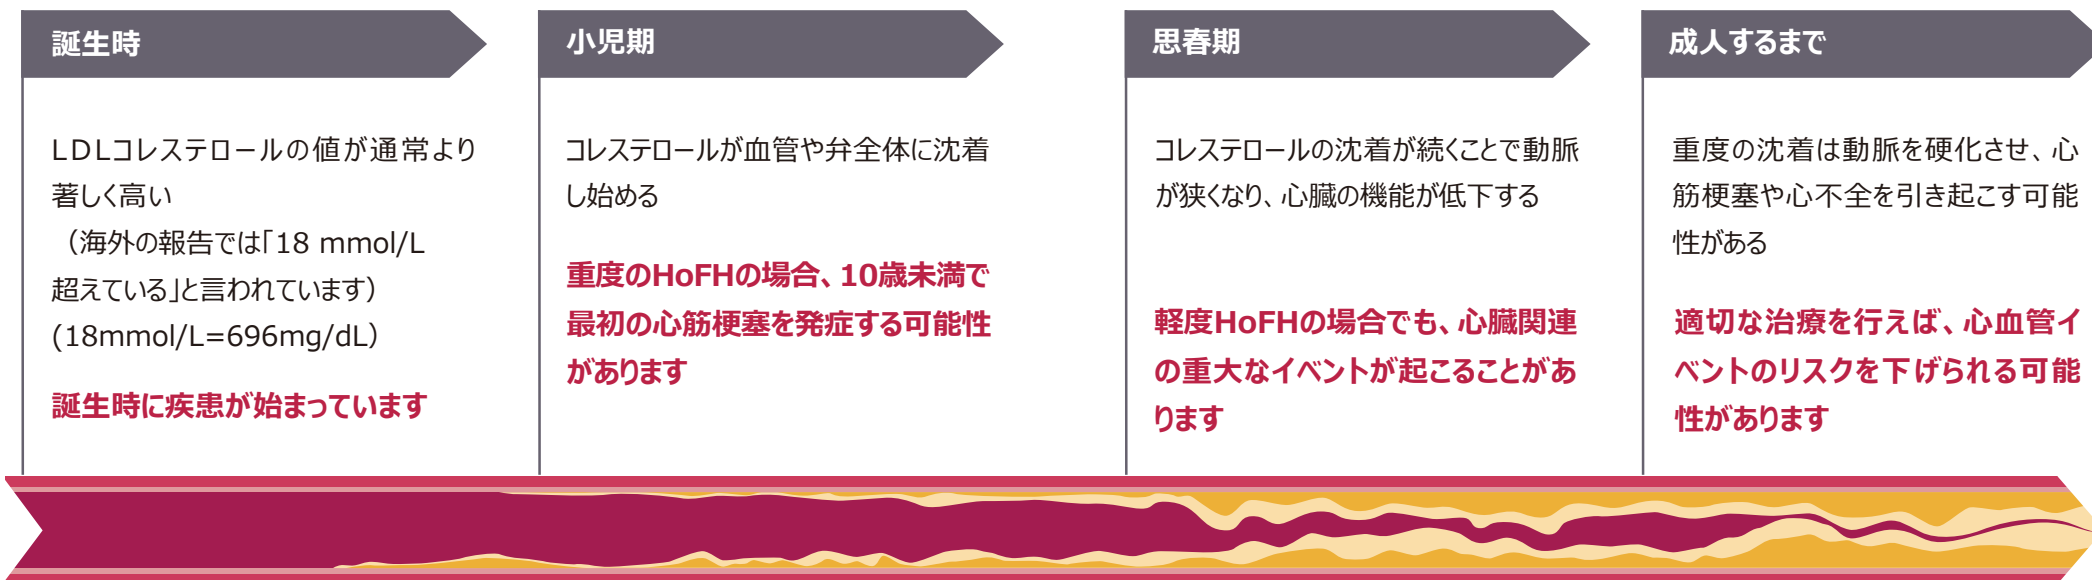 誕生時
LDLコレステロールの値が通常より
著しく高い
（海外の報告では「18 mmol/L
超えている」と言われています）
(18mmol/L=696mg/dL）
誕生時に疾患が始まっています
小児期
コレステロールが血管や弁全体に沈着
し始める
重度のHoFHの場合、10歳未満で
最初の心筋梗塞を発症する可能性
があります
思春期
コレステロールの沈着が続くことで動脈
が狭くなり、心臓の機能が低下する
軽度HoFHの場合でも、心臓関連
の重大なイベントが起こることがあ
ります
成人するまで
重度の沈着は動脈を硬化させ、心
筋梗塞や心不全を引き起こす可能
性がある
適切な治療を行えば、心血管イ
ベントのリスクを下げられる可能
性があります